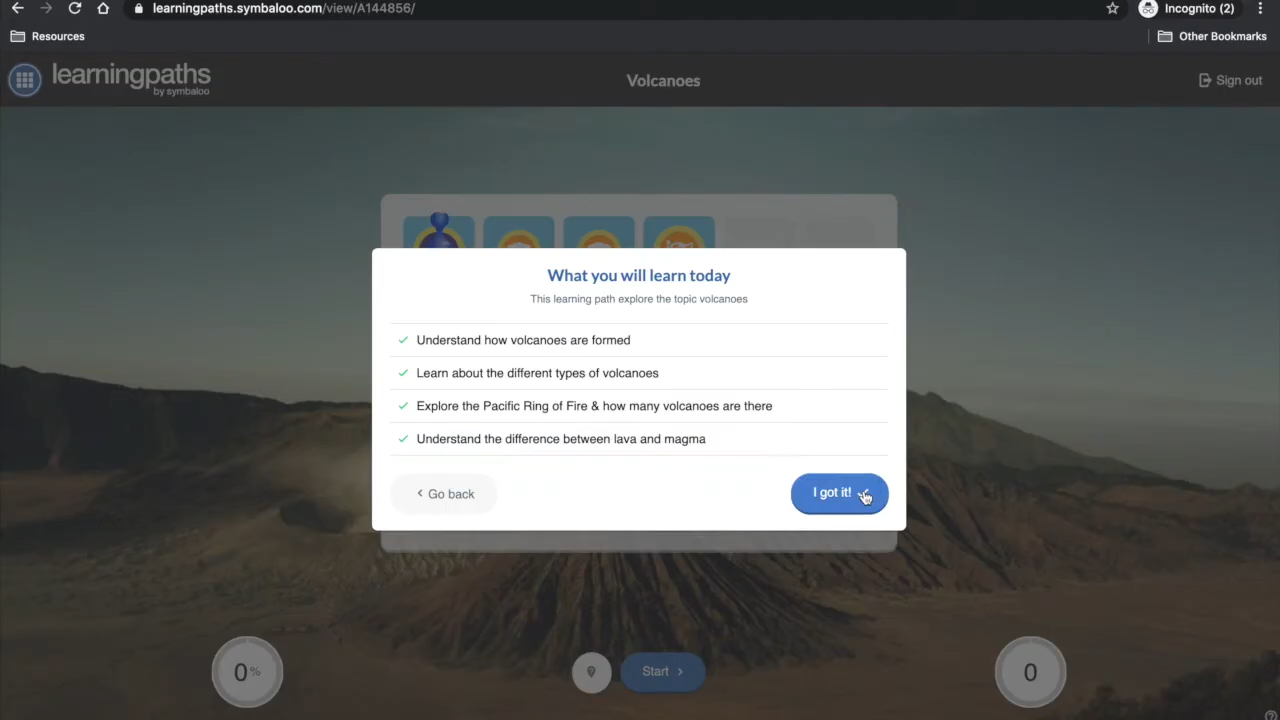 learningpaths.symbaloo.com/view/A144856/
Incognito (2)
Resources
Other Bookmarks
learningpaths
by symbaloo
Volcanoes
Sign out
What you will learn today
This learning path explore the topic volcanoes
Understand how volcanoes are formed
Learn about the different types of volcanoes
Explore the Pacific Ring of Fire & how many volcanoes are there
Understand the difference between lava and magma
Go back
I got it!
0%
Start
0